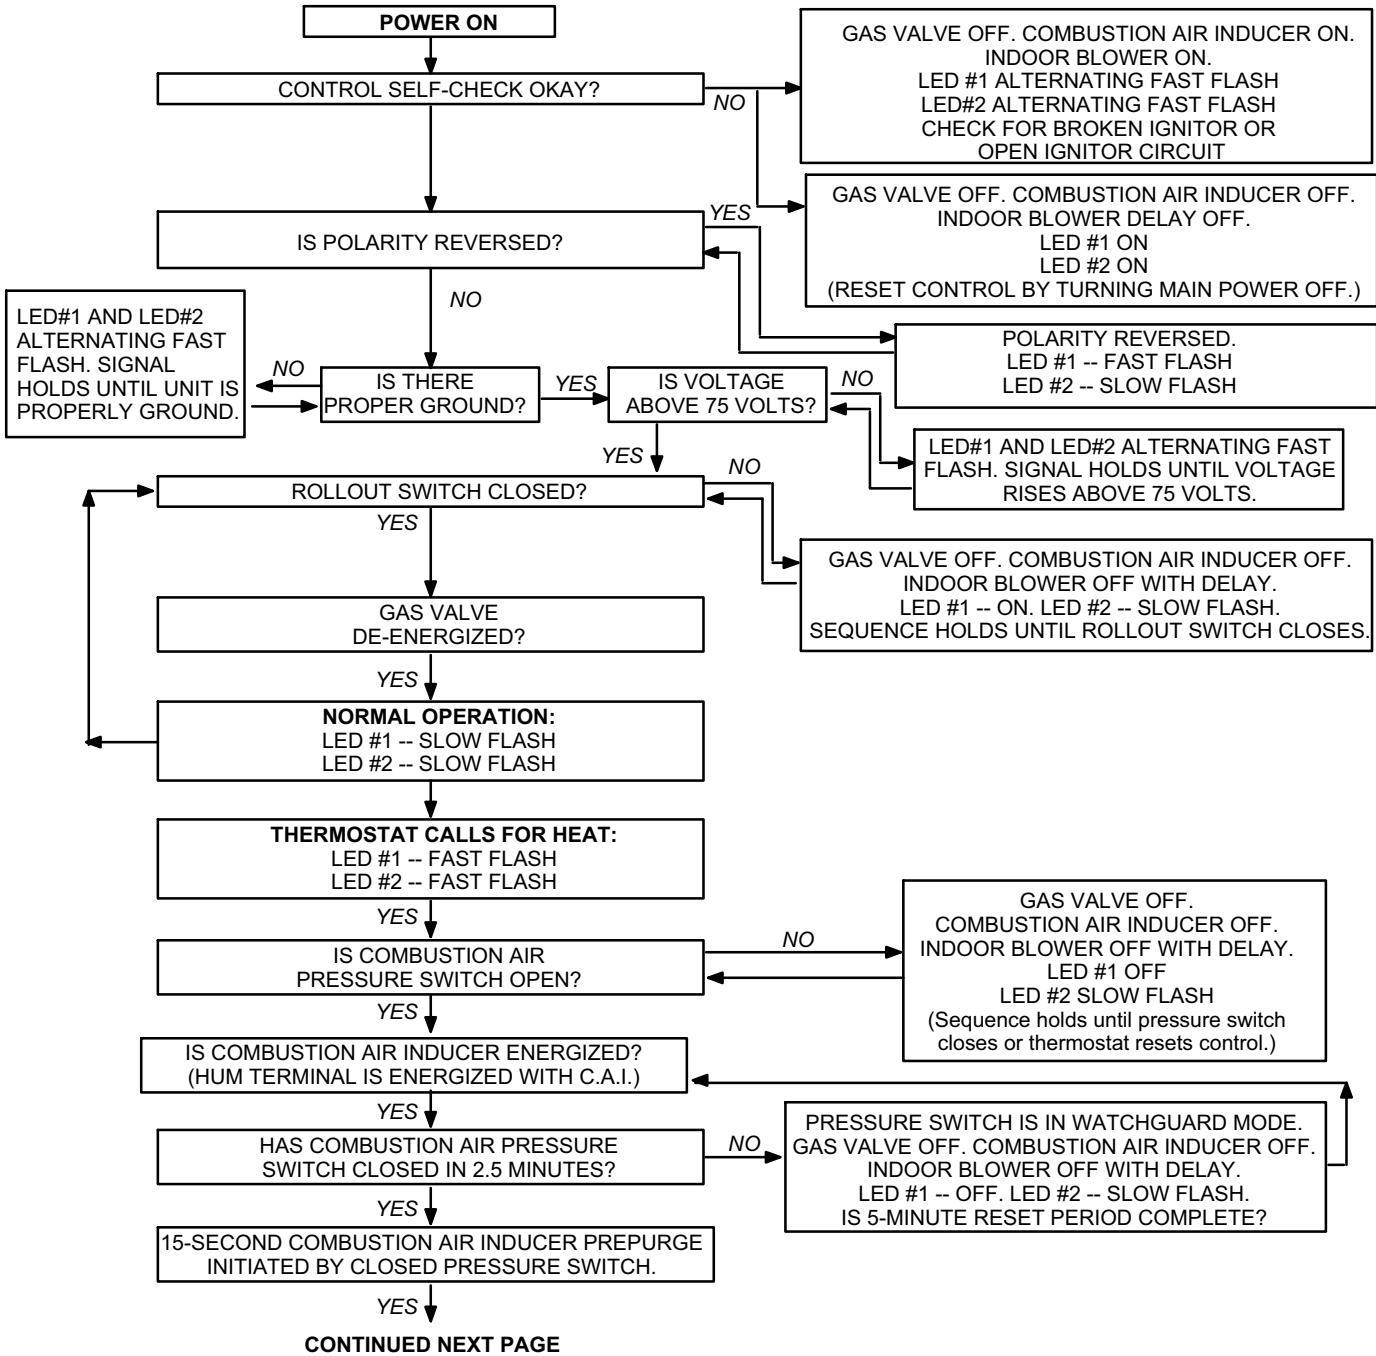 POWER ON
CONTROL SELF-CHECK OKAY?
NO
GAS VALVE OFF. COMBUSTION AIR INDUCER ON.
INDOOR BLOWER ON.
LED #1 ALTERNATING FAST FLASH
LED#2 ALTERNATING FAST FLASH
CHECK FOR BROKEN IGNITOR OR
OPEN IGNITOR CIRCUIT
GAS VALVE OFF. COMBUSTION AIR INDUCER OFF.
INDOOR BLOWER DELAY OFF.
LED #1 ON
LED #2 ON
(RESET CONTROL BY TURNING MAIN POWER OFF.)
IS POLARITY REVERSED?
YES
NO
POLARITY REVERSED.
LED #1 -- FAST FLASH
LED #2 -- SLOW FLASH
LED#1 AND LED#2
ALTERNATING FAST
FLASH. SIGNAL
HOLDS UNTIL UNIT IS
PROPERLY GROUND.
NO
IS THERE
PROPER GROUND?
YES
IS VOLTAGE
ABOVE 75 VOLTS?
NO
LED#1 AND LED#2 ALTERNATING FAST
FLASH. SIGNAL HOLDS UNTIL VOLTAGE
RISES ABOVE 75 VOLTS.
YES
ROLLOUT SWITCH CLOSED?
NO
YES
GAS VALVE OFF. COMBUSTION AIR INDUCER OFF.
INDOOR BLOWER OFF WITH DELAY.
LED #1 -- ON. LED #2 -- SLOW FLASH.
SEQUENCE HOLDS UNTIL ROLLOUT SWITCH CLOSES.
GAS VALVE
DE-ENERGIZED?
YES
NORMAL OPERATION:
LED #1 -- SLOW FLASH
LED #2 -- SLOW FLASH
THERMOSTAT CALLS FOR HEAT:
LED #1 -- FAST FLASH
LED #2 -- FAST FLASH
YES
IS COMBUSTION AIR
PRESSURE SWITCH OPEN?
NO
GAS VALVE OFF.
COMBUSTION AIR INDUCER OFF.
INDOOR BLOWER OFF WITH DELAY.
LED #1 OFF
LED #2 SLOW FLASH
(Sequence holds until pressure switch
closes or thermostat resets control.)
YES
IS COMBUSTION AIR INDUCER ENERGIZED?
(HUM TERMINAL IS ENERGIZED WITH C.A.I.)
YES
HAS COMBUSTION AIR PRESSURE
SWITCH CLOSED IN 2.5 MINUTES?
NO
PRESSURE SWITCH IS IN WATCHGUARD MODE.
GAS VALVE OFF. COMBUSTION AIR INDUCER OFF.
INDOOR BLOWER OFF WITH DELAY.
LED #1 -- OFF. LED #2 -- SLOW FLASH.
IS 5-MINUTE RESET PERIOD COMPLETE?
YES
15-SECOND COMBUSTION AIR INDUCER PREPURGE
INITIATED BY CLOSED PRESSURE SWITCH.
YES
CONTINUED NEXT PAGE